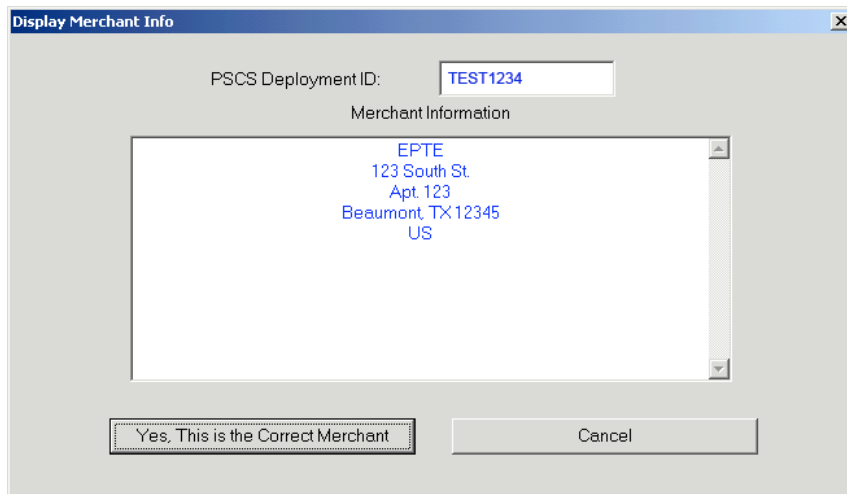 Display Merchant Info
PSCS Deployment ID: TEST1234
Merchant Information
EPTE
123 South St.
Apt. 123
Beaumont, TX 12345
US
Yes, This is the Correct Merchant Cancel